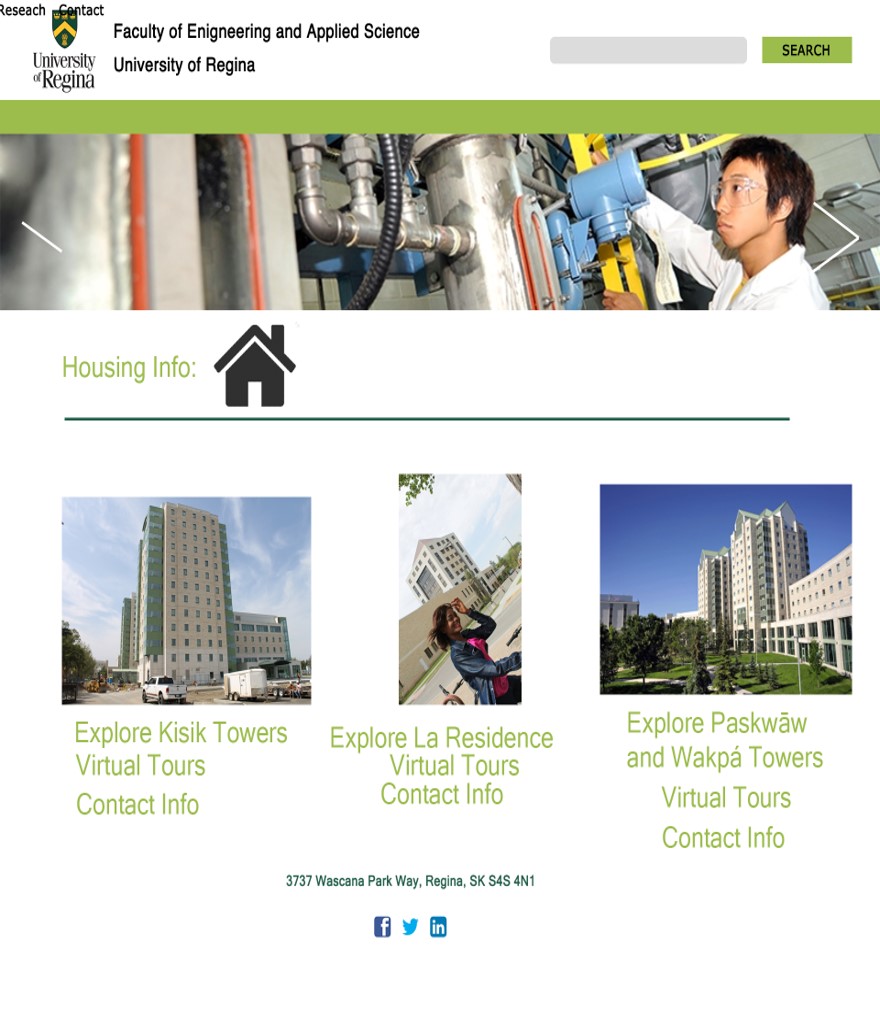 Reseach Contact
University
of Regina
Faculty of Enigneering and Applied Science
University of Regina
SEARCH
Housing Info:
Explore Kisik Towers
Virtual Tours
Contact Info
Explore La Residence
Virtual Tours
Contact Info
Explore Paskwāw
and Wakpá Towers
Virtual Tours
Contact Info
3737 Wascana Park Way, Regina, SK S4S 4N1
f
in